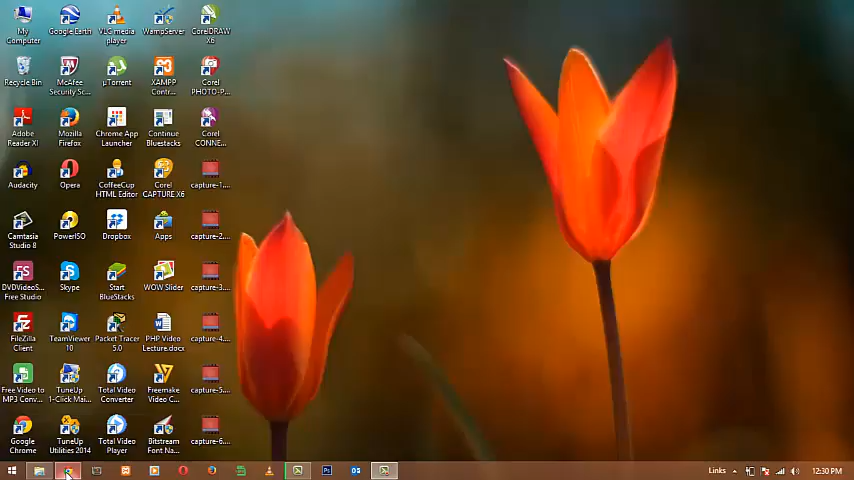 My
Computer
Google Earth
VLC media
player
WampServer
CorelDRAW
X6
Recycle Bin
McAfee
Security Sc...
µTorrent
XAMPP
Contr...
Corel
PHOTO-P...
Adobe
Reader XI
Mozilla
Firefox
Chrome App
Launcher
Continue
Bluestacks
Corel
CONNE...
Audacity
Opera
CoffeeCup
HTML Editor
Corel
CAPTURE X6
capture-1....
Camtasia
Studio 8
PowerISO
Dropbox
Apps
capture-2....
DVDVideoS...
Free Studio
Skype
Start
BlueStacks
WOW Slider
capture-3....
FileZilla
Client
TeamViewer
10
Packet Tracer
5.0
PHP Video
Lecture.docx
capture-4....
Free Video to
MP3 Conv...
TuneUp
1-Click Mai...
Total Video
Converter
Freemake
Video C...
capture-5....
Google
Chrome
TuneUp
Utilities 2014
Total Video
Player
Bitstream
Font Na...
capture-6....
Links
12:30 PM